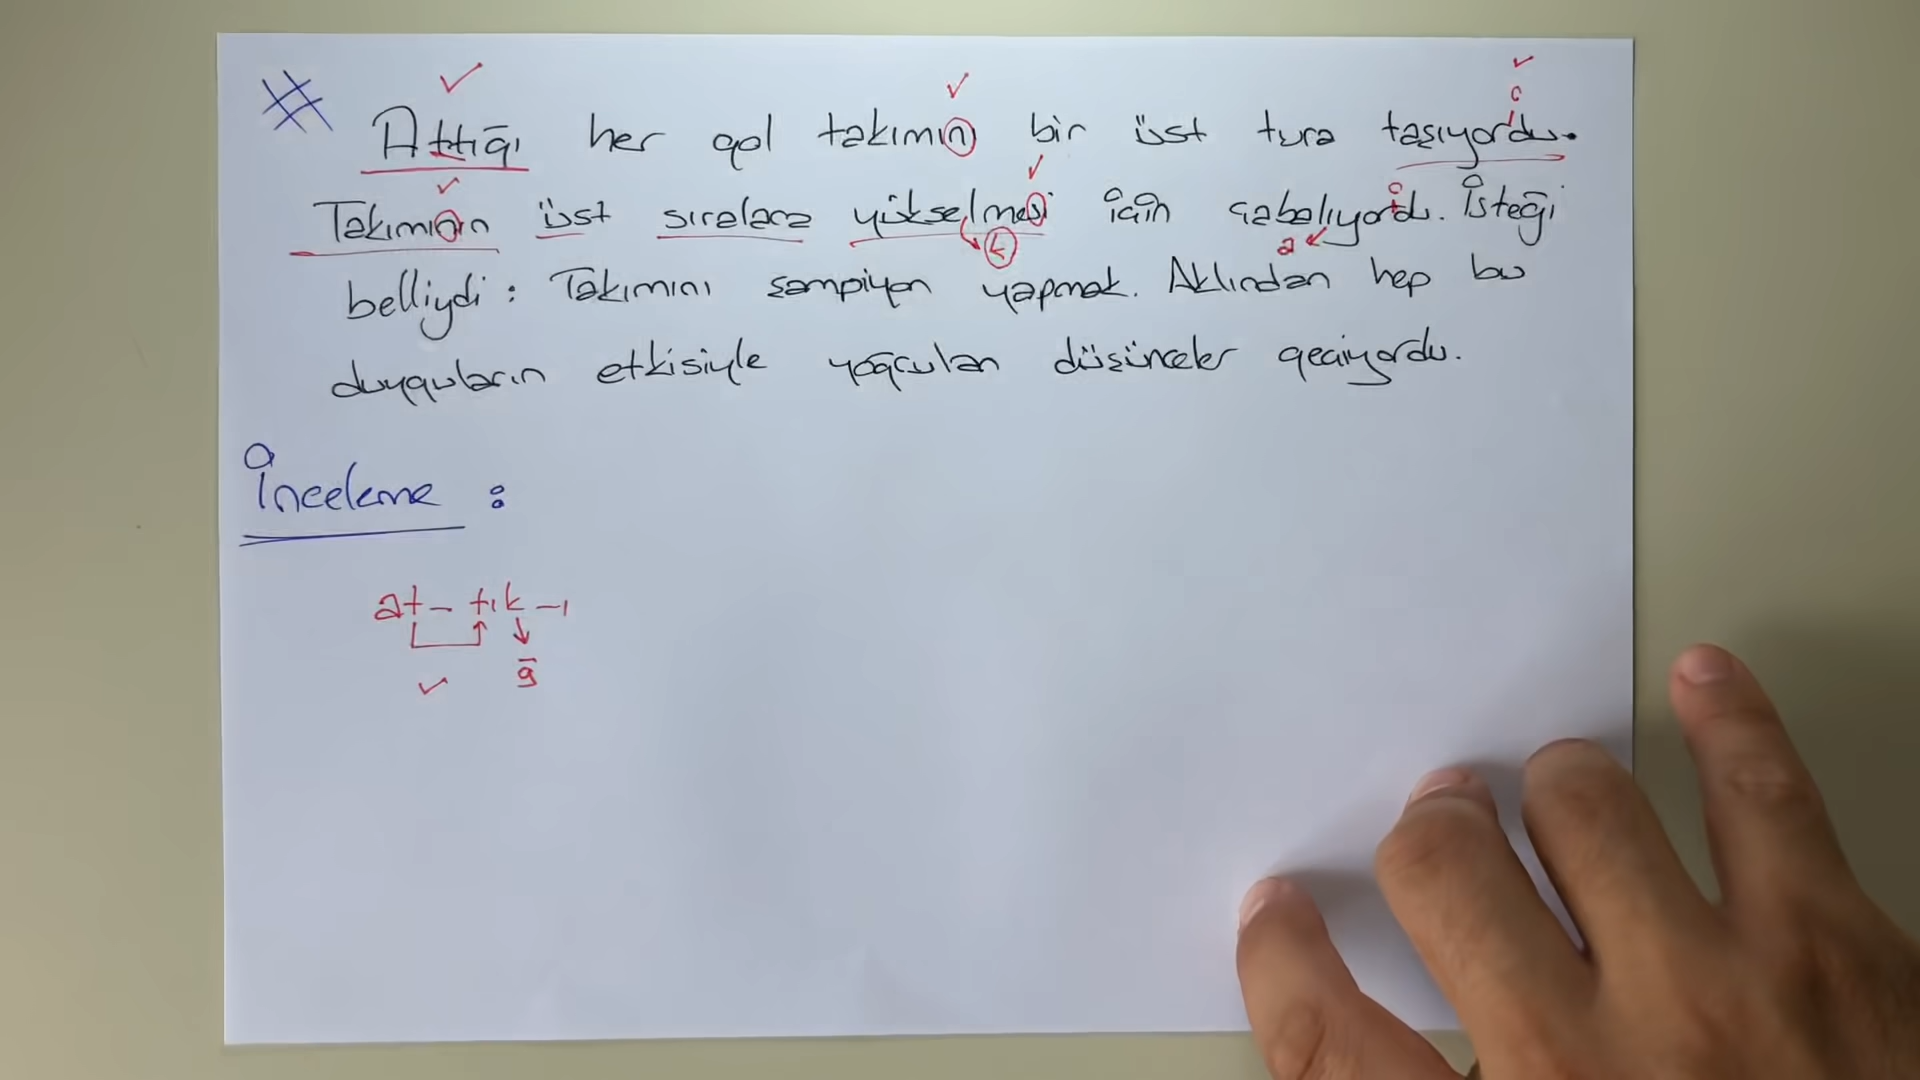 Attığı her gol takımını bir üst tura taşıyordu.
Takımının üst sıralara yükselmesi için çabalıyordu. İsteği
belliydi : Takımını şampiyon yapmak. Aklından hep bu
duyguların etkisiyle yoğrulan düşünceler geçiyordu.
k
a
İnceleme :
at - tık - ı
ğ